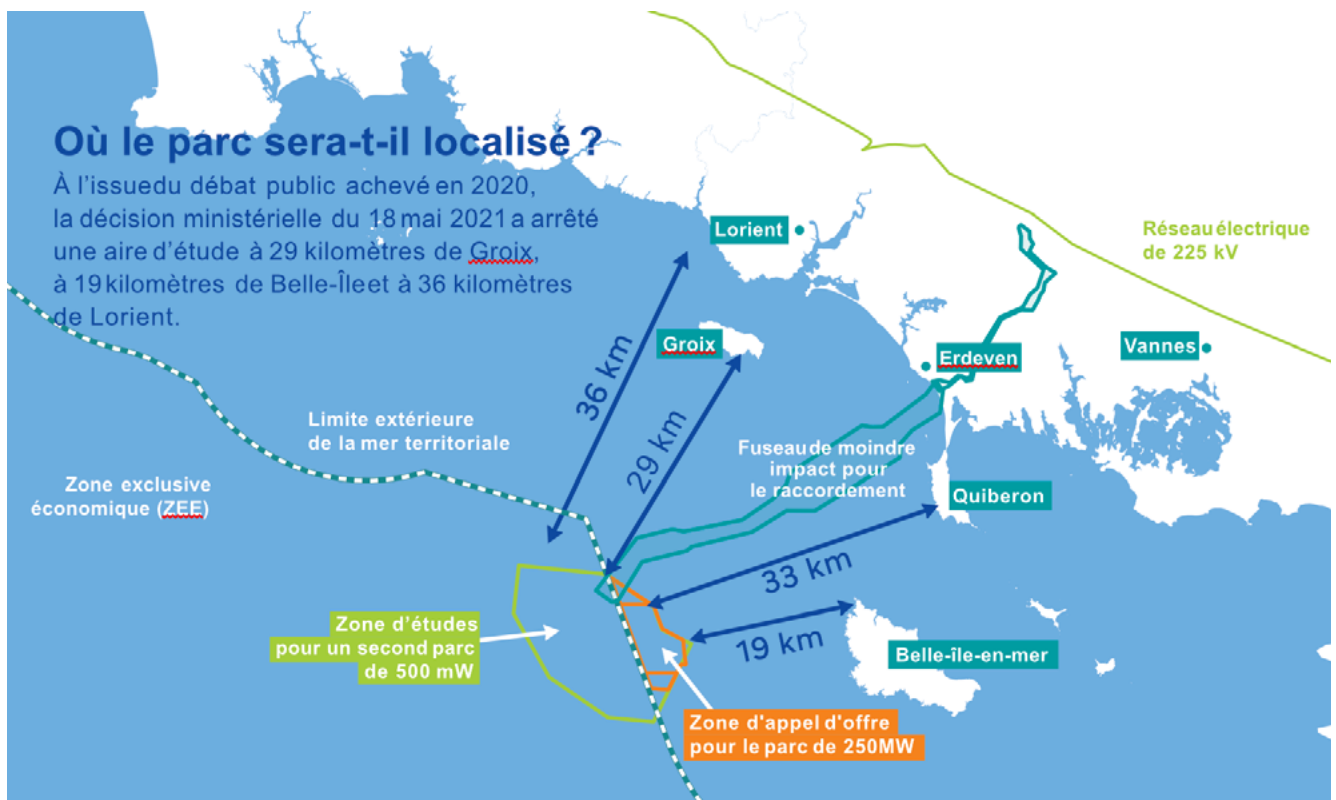 Où le parc sera-t-il localisé ?
À l'issuedu débat public achevé en 2020,
la décision ministérielle du 18 mai 2021 a arrêté
une aire d'étude à 29 kilomètres de Groix,
à 19 kilomètres de Belle-Îleet à 36 kilomètres
de Lorient.
Lorient
Réseau électrique
de 225 kV
Groix
Erdeven
Vannes
36 km
29 km
Limite extérieure
de la mer territoriale
Fuseau de moindre
impact pour
le raccordement
Zone exclusive
économique (ZEE)
Quiberon
33 km
19 km
Zone d'études
pour un second parc
de 500 mW
Belle-île-en-mer
Zone d'appel d'offre
pour le parc de 250MW